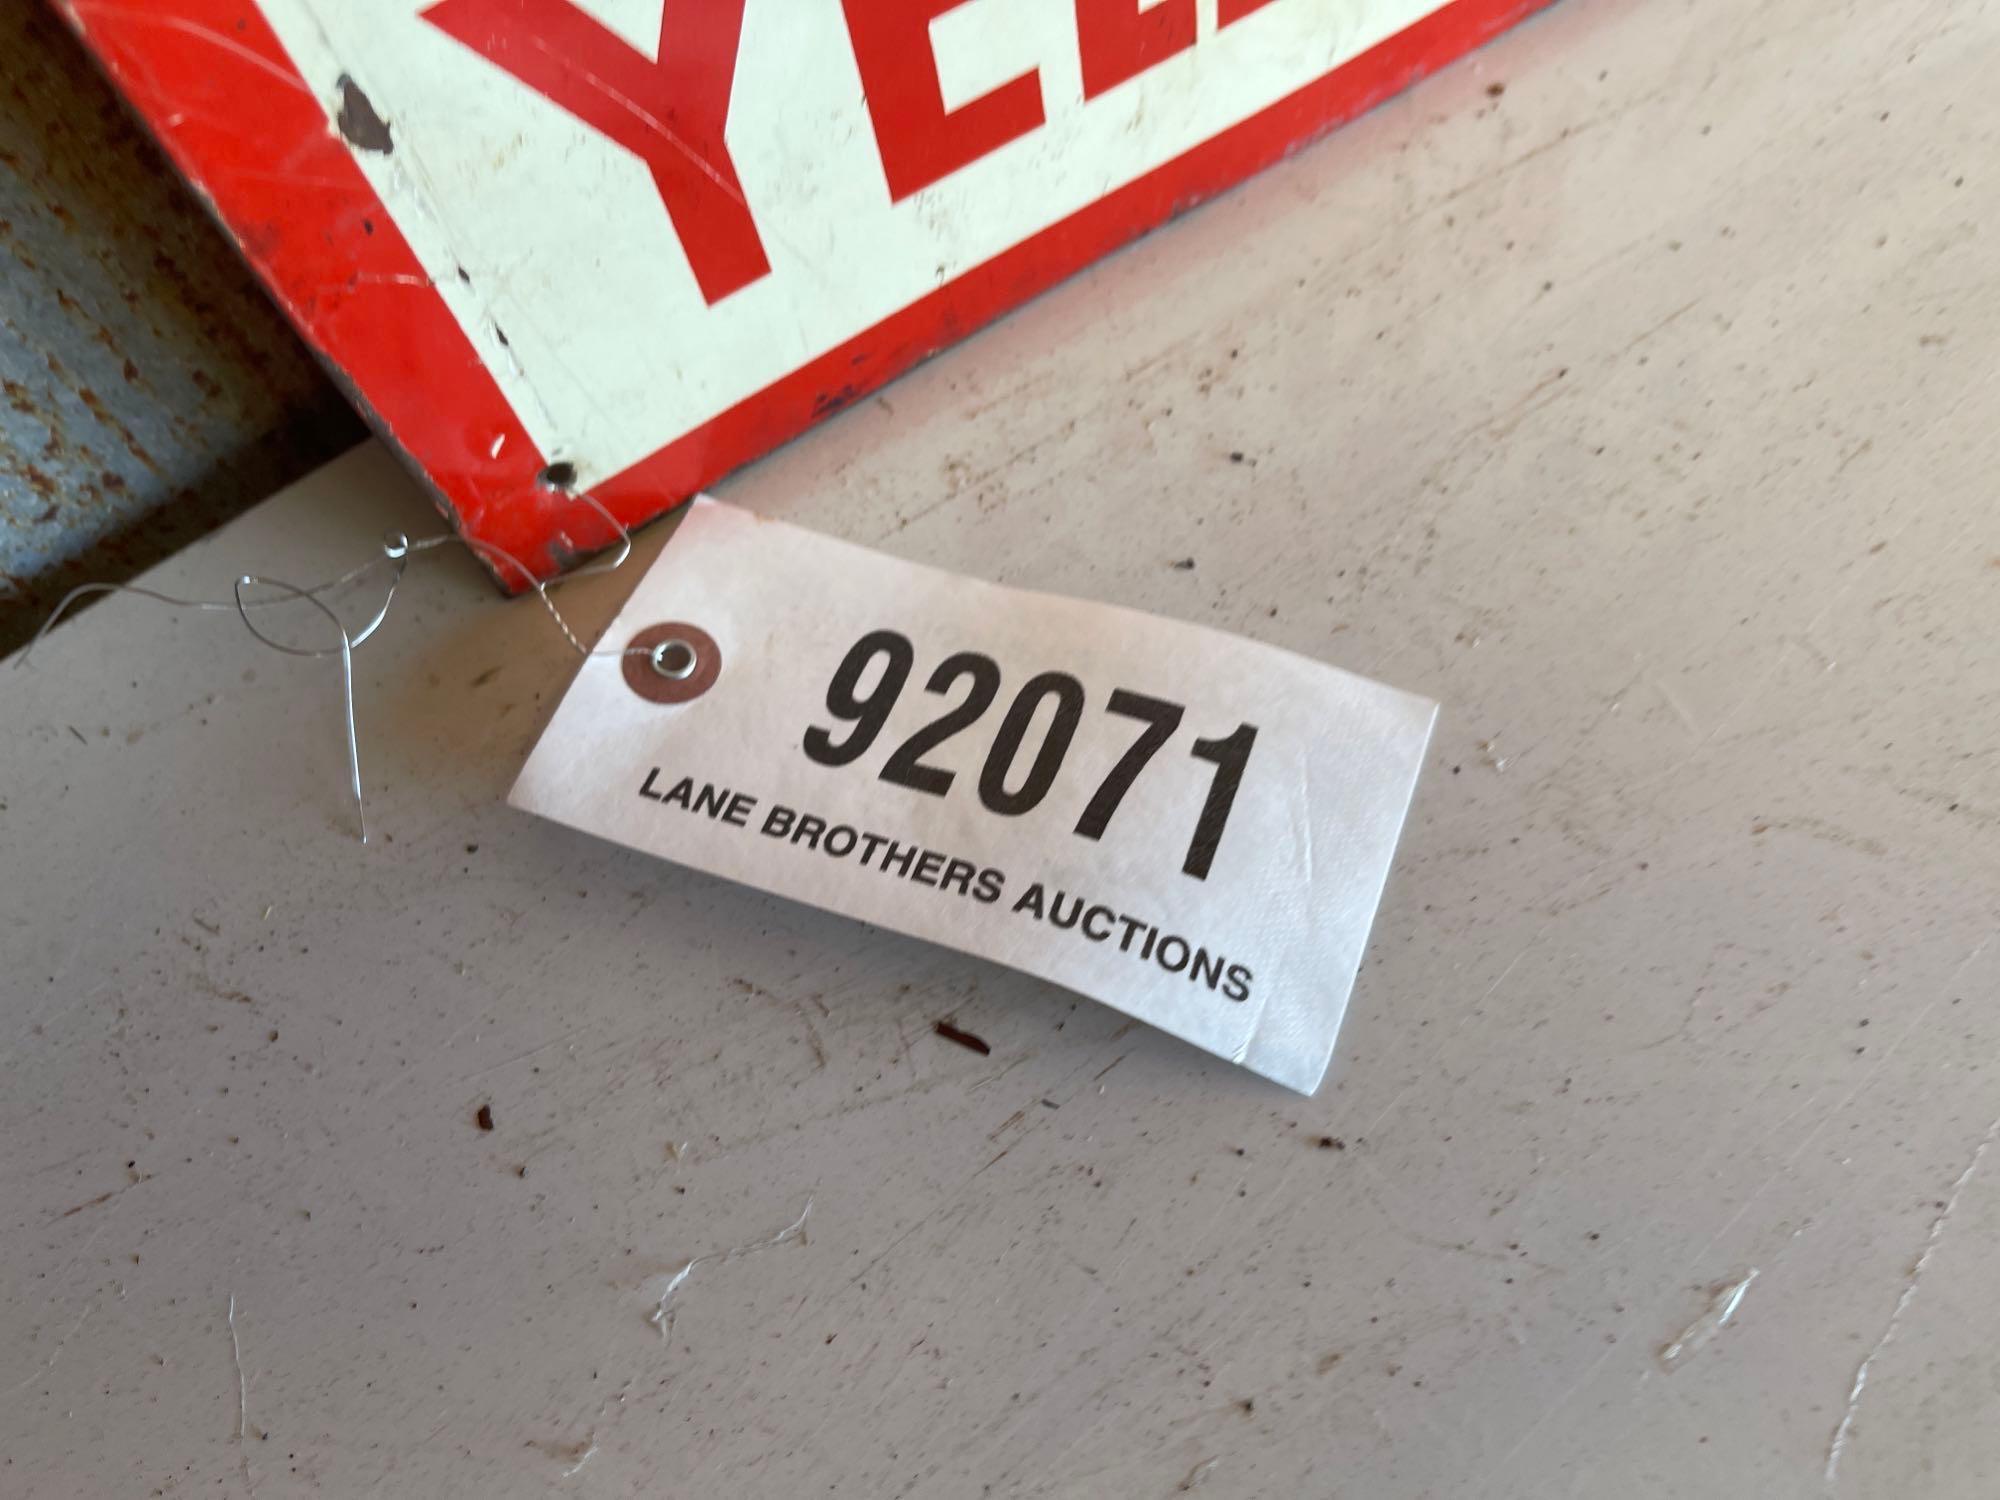 92071
LANE BROTHERS AUCTIONS